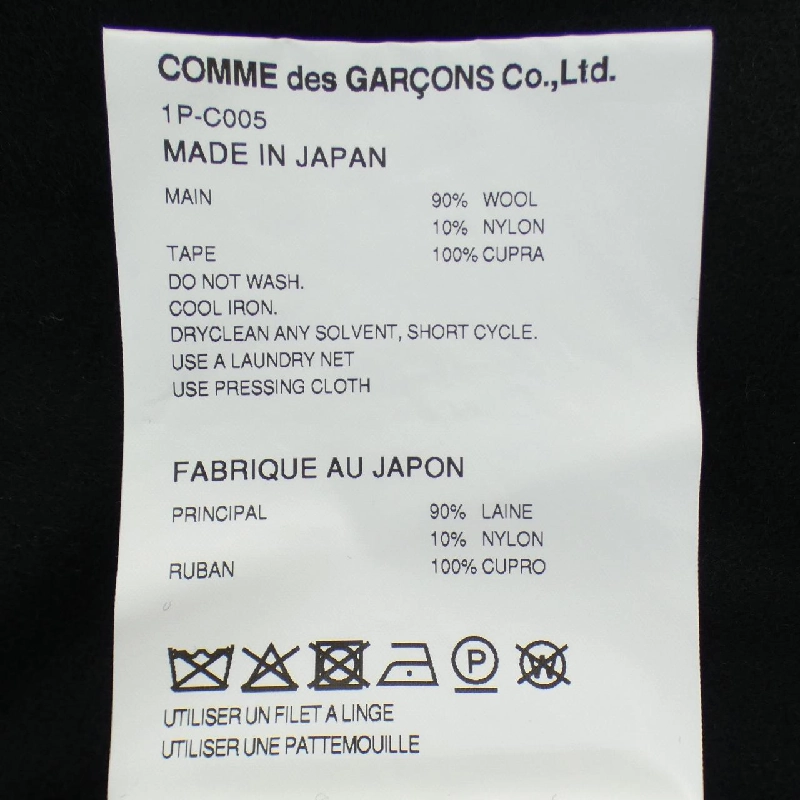 COMME des GARÇONS Co.,Ltd.
1P-C005
MADE IN JAPAN
MAIN 90% WOOL
10% NYLON
TAPE 100% CUPRA
DO NOT WASH.
COOL IRON.
DRYCLEAN ANY SOLVENT, SHORT CYCLE.
USE A LAUNDRY NET
USE PRESSING CLOTH
FABRIQUE AU JAPON
PRINCIPAL 90% LAINE
10% NYLON
RUBAN 100% CUPRO
P W
UTILISER UN FILET A LINGE
UTILISER UNE PATTEMOUILLE